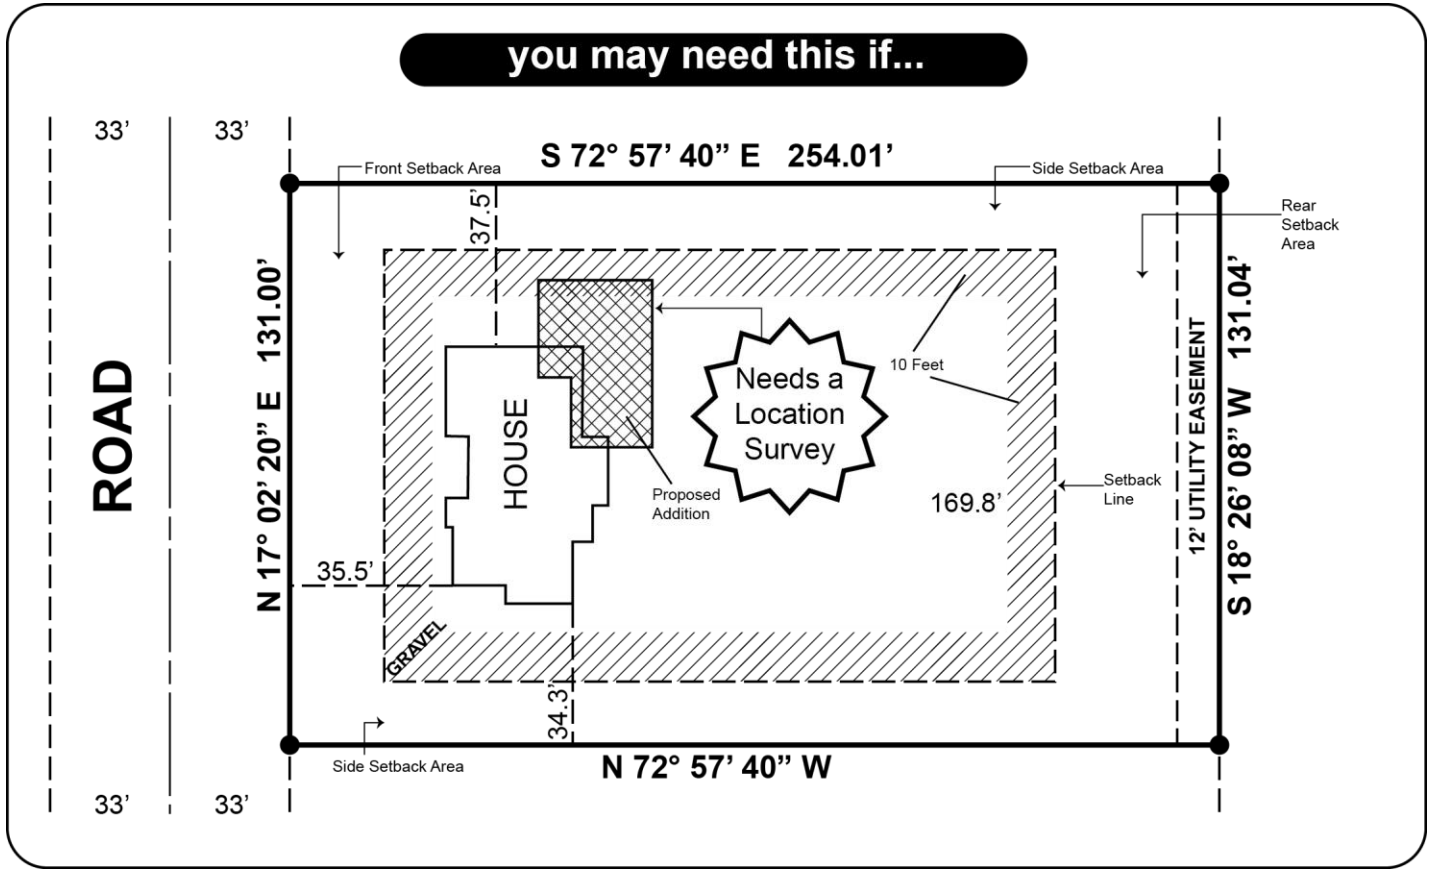 you may need this if...
33’
33’
S 72° 57’ 40” E 254.01’
Front Setback Area
Side Setback Area
Rear
Setback
Area
37.5’
N 17° 02’ 20” E 131.00’
S 18° 26’ 08” W 131.04’
12’ UTILITY EASEMENT
ROAD
HOUSE
Needs a
Location
Survey
10 Feet
Proposed
Addition
169.8’
Setback
Line
35.5’
GRAVEL
34.3’
Side Setback Area
N 72° 57’ 40” W
33’
33’